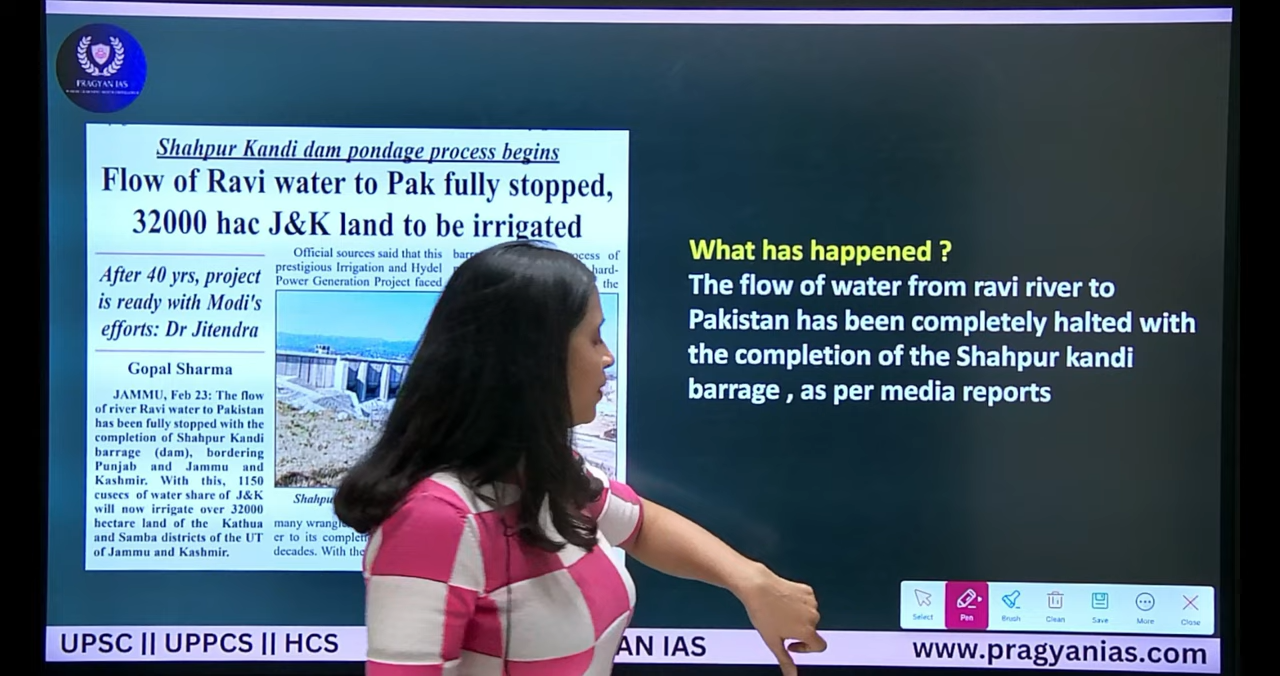 PRAGYAN IAS
Shahpur Kandi dam pondage process begins
Flow of Ravi water to Pak fully stopped,
32000 hac J&K land to be irrigated
After 40 yrs, project
is ready with Modi's
efforts: Dr Jitendra
Gopal Sharma
JAMMU, Feb 23: The flow
of river Ravi water to Pakistan
has been fully stopped with the
completion of Shahpur Kandi
barrage (dam), bordering
Punjab and Jammu and
Kashmir. With this, 1150
cusecs of water share of J&K
will now irrigate over 32000
hectare land of the Kathua
and Samba districts of the UT
of Jammu and Kashmir.
Official sources said that this
prestigious Irrigation and Hydel
Power Generation Project faced
many
er to its
decades. With the
of
hard-
the
What has happened ?
The flow of water from ravi river to
Pakistan has been completely halted with
the completion of the Shahpur kandi
barrage , as per media reports
Select
Pen
Brush
Clean
Save
More
Close
UPSC || UPPCS || HCS
AN IAS
www.pragyanias.com